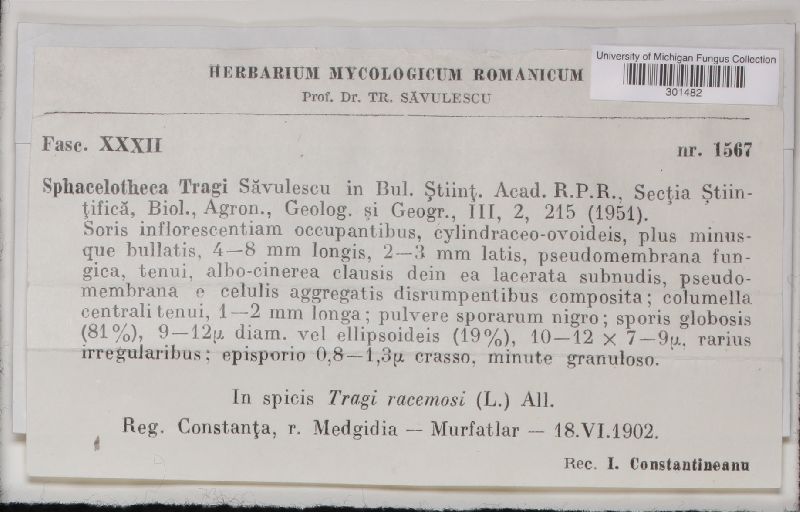 HERBARIUM MYCOLOGICUM ROMANICUM
Prof. Dr. TR. SĂVULESCU
University of Michigan Fungus Collection
301482
Fasc. XXXII
nr. 1567
Sphacelotheca Tragi Săvulescu in Bul. Ştiinţ. Acad. R.P.R., Secţia Ştiin-
ţifică, Biol., Agron., Geolog. şi Geogr., III, 2, 215 (1951).
Soris inflorescentiam occupantibus, cylindraceo-ovoideis, plus minus-
que bullatis, 4—8 mm longis, 2—3 mm latis, pseudomembrana fun-
gica, tenui, albo-cinerea clausis dein ea lacerata subnudis, pseudo-
membrana e celulis aggregatis disrumpentibus composita; columella
centrali tenui, 1—2 mm longa; pulvere sporarum nigro; sporis globosis
(81%), 9—12μ diam. vel ellipsoideis (19%), 10—12 × 7—9μ, rarius
irregularibus; episporio 0,8—1,3μ crasso, minute granuloso.
In spicis Tragi racemosi (L.) All.
Reg. Constanţa, r. Medgidia — Murfatlar — 18.VI.1902.
Rec. I. Constantineanu